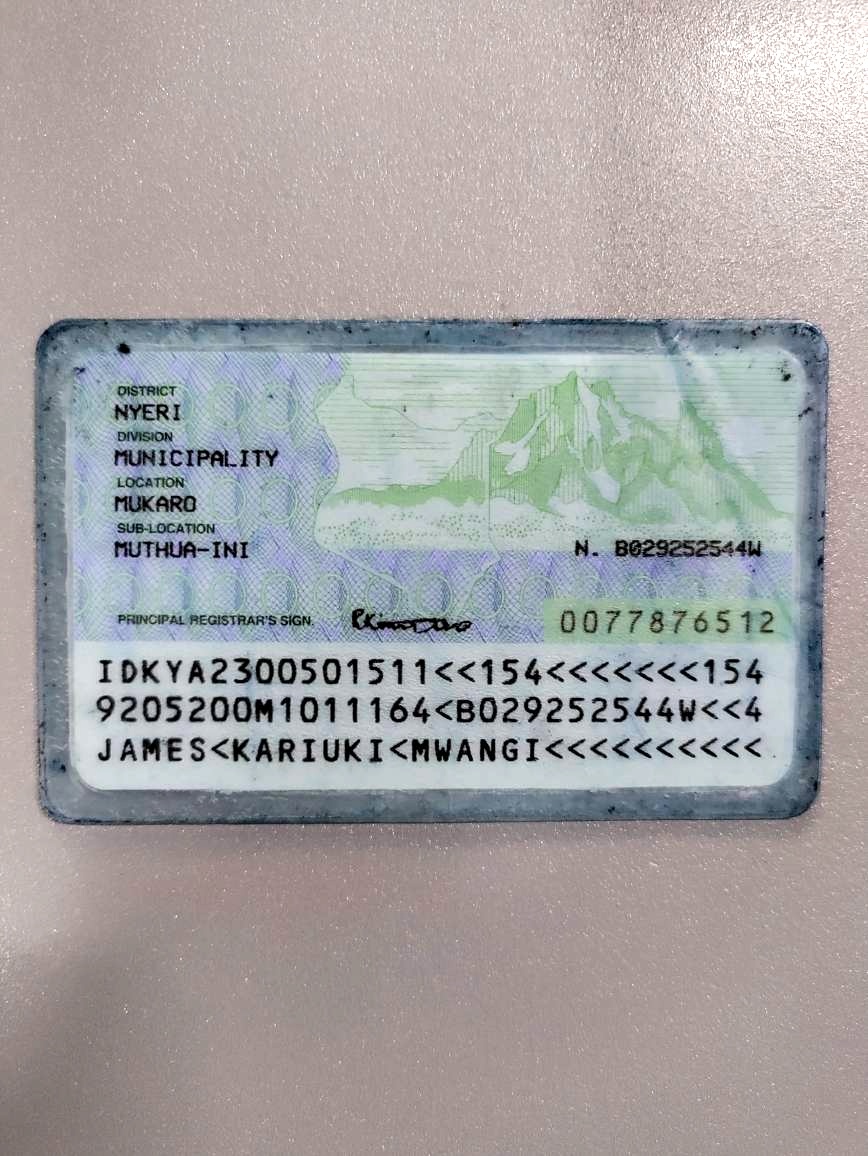 DISTRICT
NYERI
DIVISION
MUNICIPALITY
LOCATION
MUKARO
SUB-LOCATION
MUTHUA-INI
N. B029252544W
PRINCIPAL REGISTRAR'S SIGN.
0077876512
IDKYA2300501511<<154<<<<<<<154
9205200M1011164<B029252544W<<4
JAMES<KARIUKI<MWANGI<<<<<<<<<<